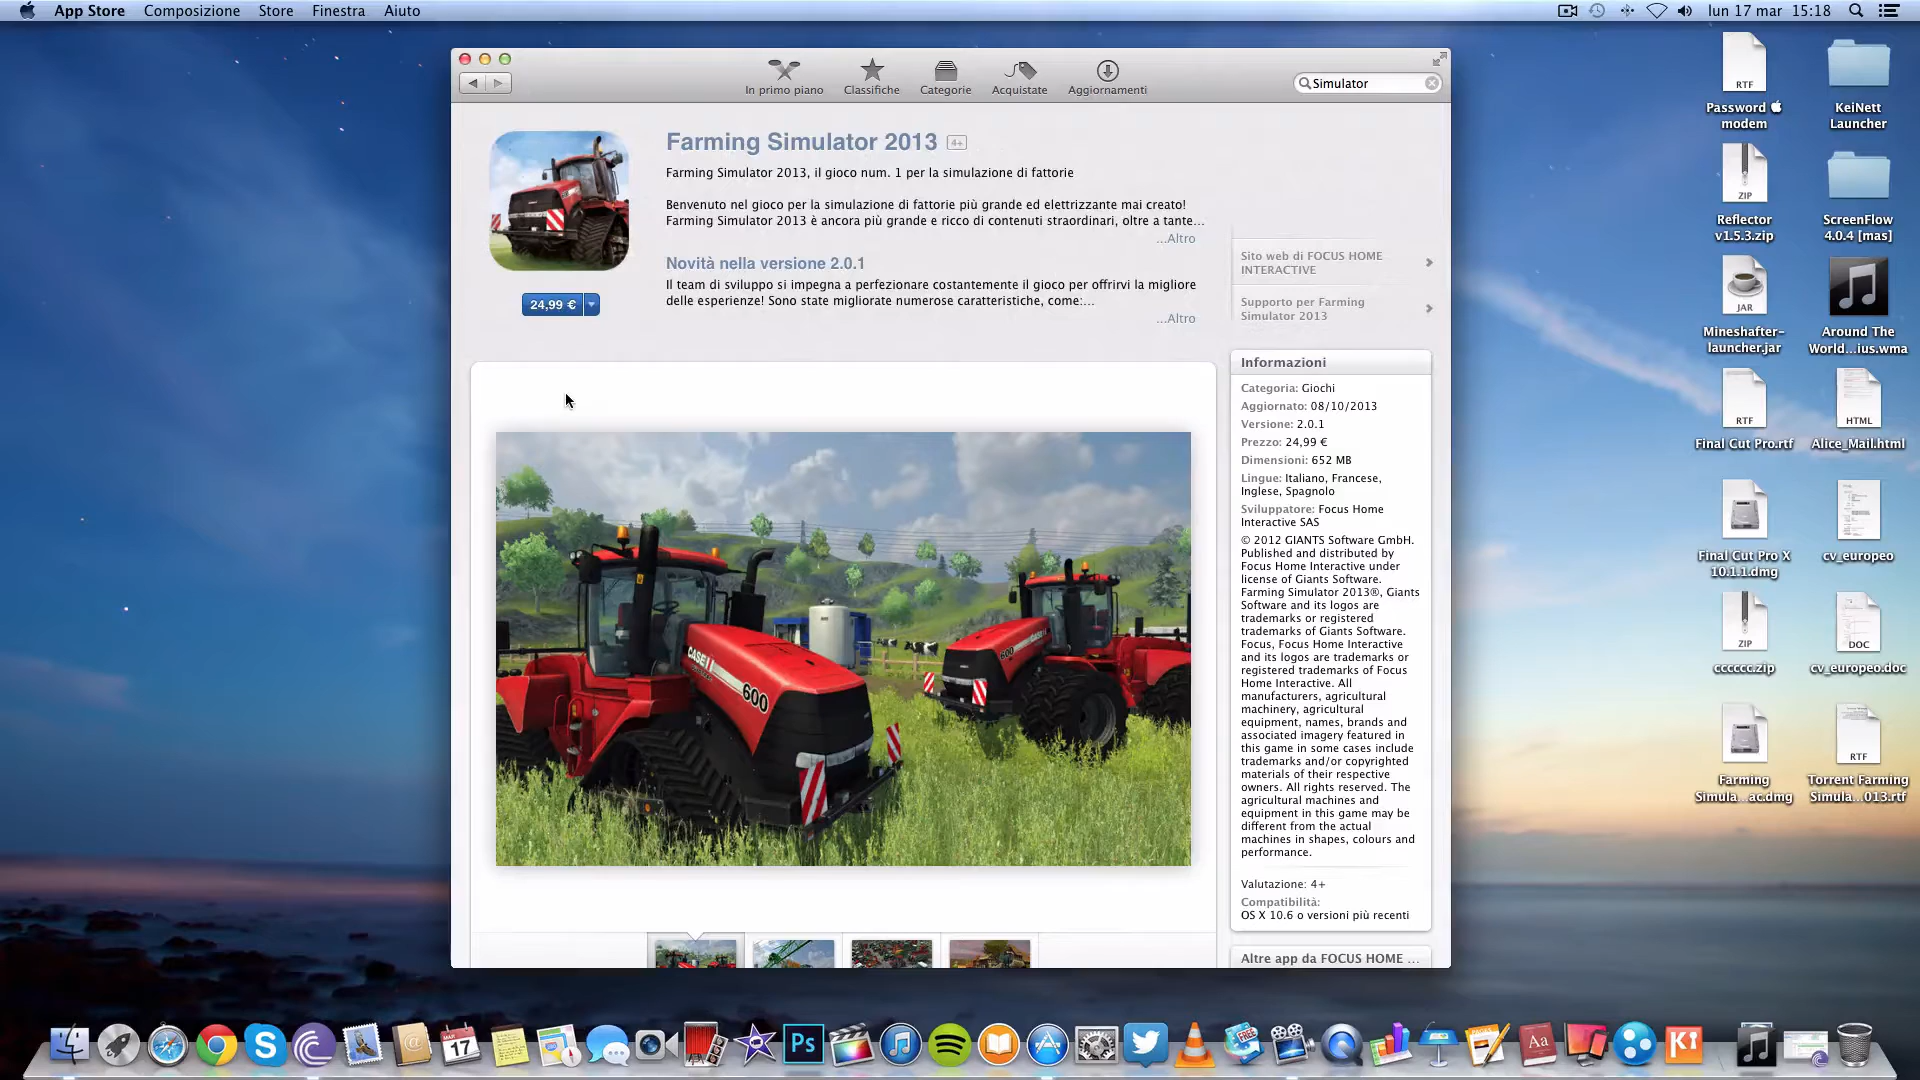 App Store Composizione Store Finestra Aiuto
lun 17 mar 15:18
In primo piano
Classifiche
Categorie
Acquistate
Aggiornamenti
Simulator
Farming Simulator 2013 4+
Farming Simulator 2013, il gioco num. 1 per la simulazione di fattorie
Benvenuto nel gioco per la simulazione di fattorie più grande ed elettrizzante mai creato!
Farming Simulator 2013 è ancora più grande e ricco di contenuti straordinari, oltre a tante...
...Altro
Novità nella versione 2.0.1
Il team di sviluppo si impegna a perfezionare costantemente il gioco per offrirvi la migliore
delle esperienze! Sono state migliorate numerose caratteristiche, come:...
...Altro
24,99 €
Sito web di FOCUS HOME
INTERACTIVE
Supporto per Farming
Simulator 2013
Informazioni
Categoria: Giochi
Aggiornato: 08/10/2013
Versione: 2.0.1
Prezzo: 24,99 €
Dimensioni: 652 MB
Lingue: Italiano, Francese,
Inglese, Spagnolo
Sviluppatore: Focus Home
Interactive SAS
© 2012 GIANTS Software GmbH.
Published and distributed by
Focus Home Interactive under
license of Giants Software.
Farming Simulator 2013®, Giants
Software and its logos are
trademarks or registered
trademarks of Giants Software.
Focus, Focus Home Interactive
and its logos are trademarks or
registered trademarks of Focus
Home Interactive. All
manufacturers, agricultural
machinery, agricultural
equipment, names, brands and
associated imagery featured in
this game in some cases include
trademarks and/or copyrighted
materials of their respective
owners. All rights reserved. The
agricultural machines and
equipment in this game may be
different from the actual
machines in shapes, colours and
performance.
Valutazione: 4+
Compatibilità:
OS X 10.6 o versioni più recenti
Altre app da FOCUS HOME ...
CASE IH
600
600
RTF
Password
modem
KeiNett
Launcher
ZIP
Reflector
v1.5.3.zip
ScreenFlow
4.0.4 [mas]
JAR
Mineshafter-
launcher.jar
Around The
World...ius.wma
RTF
Final Cut Pro.rtf
HTML
Alice_Mail.html
Final Cut Pro X
10.1.1.dmg
cv_europeo
ZIP
cccccc.zip
DOC
cv_europeo.doc
Farming
Simula...ac.dmg
RTF
Torrent Farming
Simula...013.rtf
MAR
17
Ps
FREE
PAGES
Aa
K!